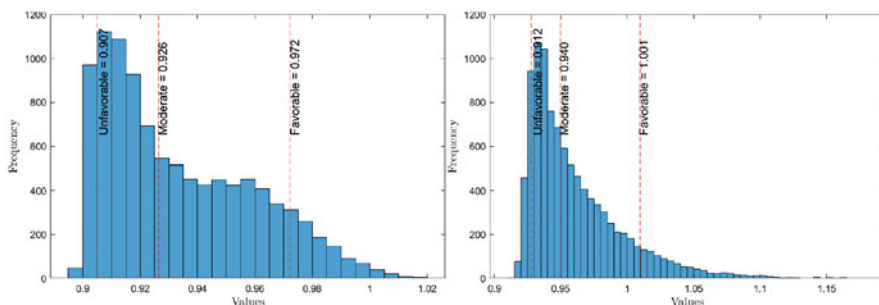 1200
1000
800
600
400
200
0
Frequency
0.9
0.92
0.94
0.96
0.98
1
1.02
Values
Unfavorable = 0.907
Moderate = 0.926
Favorable = 0.972
1200
1000
800
600
400
200
0
Frequency
0.9
0.95
1
1.05
1.1
1.15
Values
Unfavorable = 0.912
Moderate = 0.940
Favorable = 1.001